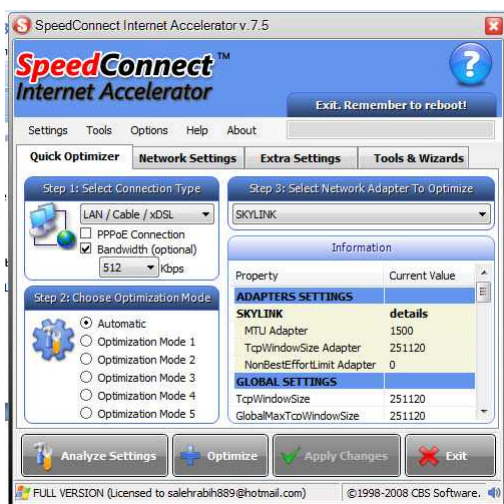 SpeedConnect Internet Accelerator v. 7.5
SpeedConnect™
Internet Accelerator
Exit. Remember to reboot!
Settings Tools Options Help About
Quick Optimizer Network Settings Extra Settings Tools & Wizards
Step 1: Select Connection Type
LAN / Cable / xDSL
PPPoE Connection
Bandwidth (optional)
512 Kbps
Step 2: Choose Optimization Mode
Automatic
Optimization Mode 1
Optimization Mode 2
Optimization Mode 3
Optimization Mode 4
Optimization Mode 5
Step 3: Select Network Adapter To Optimize
SKYLINK
Information
Property Current Value
ADAPTERS SETTINGS
SKYLINK details
MTU Adapter 1500
TcpWindowSize Adapter 251120
NonBestEffortLimit Adapter 0
GLOBAL SETTINGS
TcpWindowSize 251120
GlobalMaxTcpWindowSize 251120
Analyze Settings Optimize Apply Changes Exit
FULL VERSION (Licensed to salehrabih889@hotmail.com) ©1998-2008 CBS Software.